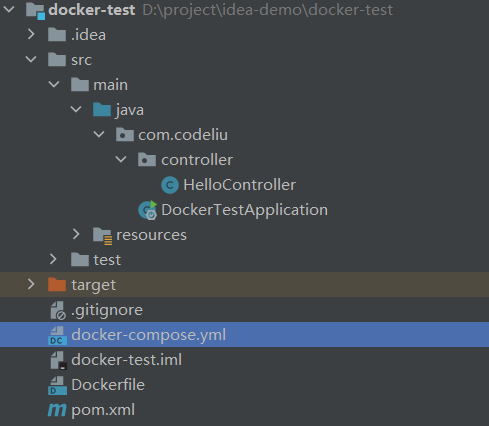 docker-test D:\project\idea-demo\docker-test
.idea
src
main
java
com.codeliu
controller
HelloController
DockerTestApplication
resources
test
target
.gitignore
docker-compose.yml
docker-test.iml
Dockerfile
pom.xml